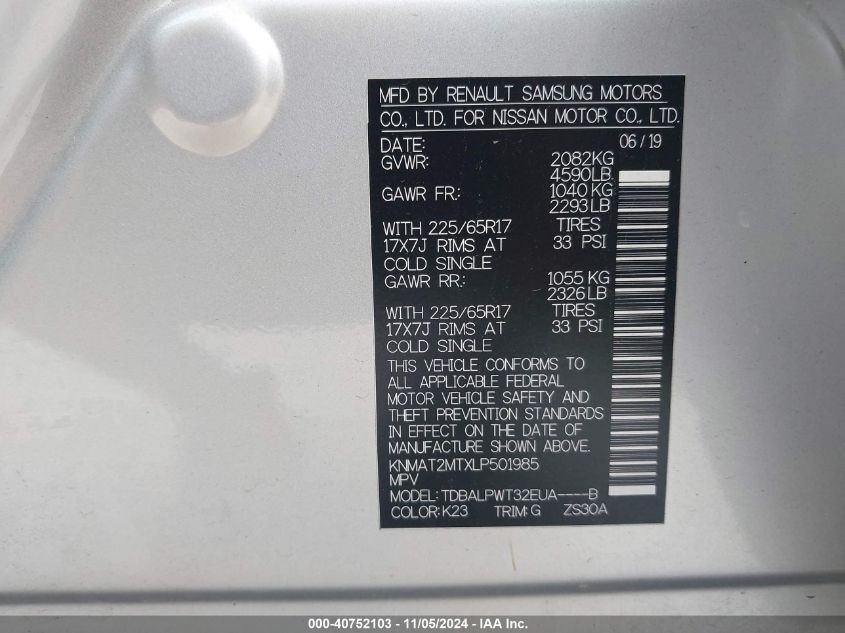 MFD BY RENAULT SAMSUNG MOTORS
CO., LTD. FOR NISSAN MOTOR CO., LTD.
DATE: 06/19
GVWR: 2082KG
4590LB
GAWR FR: 1040KG
2293LB
WITH 225/65R17 TIRES
17X7J RIMS AT 33 PSI
COLD SINGLE
GAWR RR: 1055KG
2326LB
WITH 225/65R17 TIRES
17X7J RIMS AT 33 PSI
COLD SINGLE
THIS VEHICLE CONFORMS TO
ALL APPLICABLE FEDERAL
MOTOR VEHICLE SAFETY AND
THEFT PREVENTION STANDARDS
IN EFFECT ON THE DATE OF
MANUFACTURE SHOWN ABOVE.
KNMAT2MTXLP501985
MPV
MODEL: TDBALPWT32EUA----B
COLOR: K23 TRIM: G ZS30A
000-40752103 - 11/05/2024 - IAA Inc.